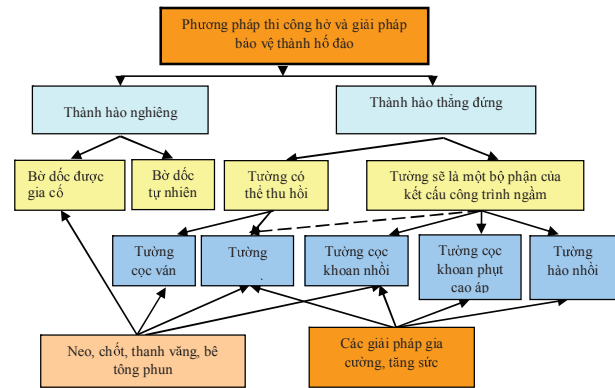 Phương pháp thi công hở và giải pháp
bảo vệ thành hố đào
Thành hào nghiêng
Thành hào thẳng đứng
Bờ dốc được
gia cố
Bờ dốc
tự nhiên
Tường có
thể thu hồi
Tường sẽ là một bộ phận của
kết cấu công trình ngầm
Tường
cọc ván
Tường
Tường cọc
khoan nhồi
Tường cọc
khoan phụt
cao áp
Tường
hào nhồi
Neo, chốt, thanh văng, bê
tông phun
Các giải pháp gia
cường, tăng sức